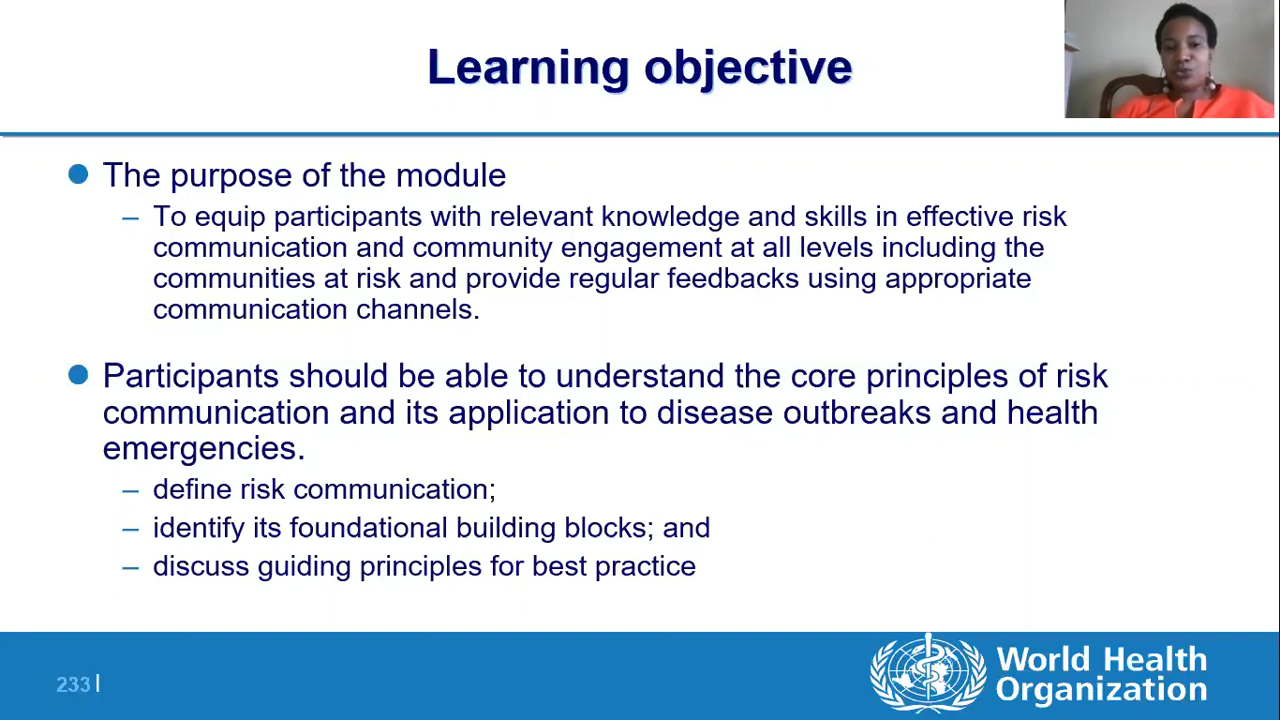 Learning objective
The purpose of the module
– To equip participants with relevant knowledge and skills in effective risk
communication and community engagement at all levels including the
communities at risk and provide regular feedbacks using appropriate
communication channels.
Participants should be able to understand the core principles of risk
communication and its application to disease outbreaks and health
emergencies.
– define risk communication;
– identify its foundational building blocks; and
– discuss guiding principles for best practice
233 |
World Health
Organization